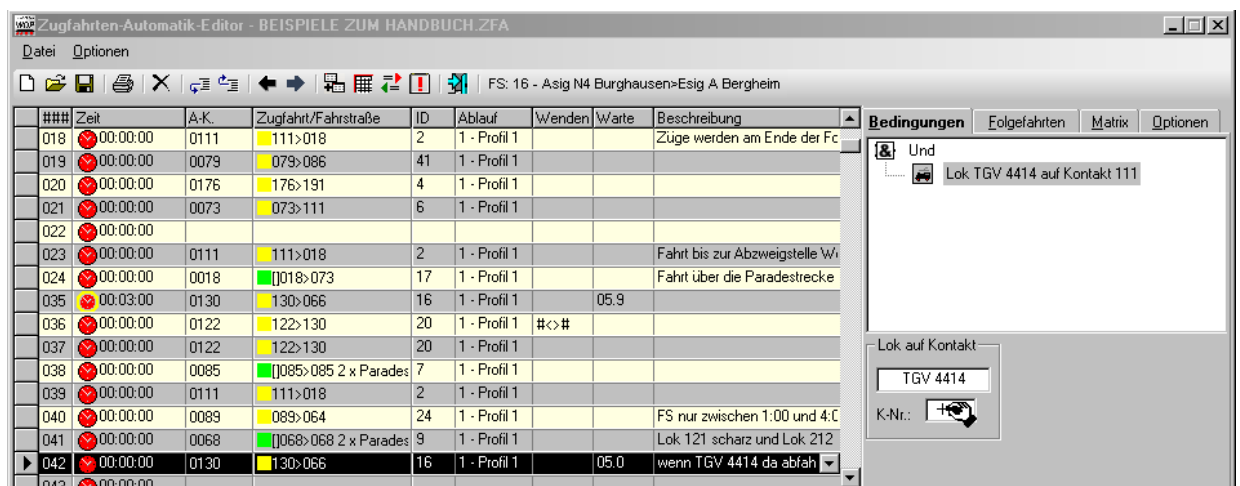 Zugfahrten-Automatik-Editor - BEISPIELE ZUM HANDBUCH.ZFA
Datei Optionen
FS: 16 - Asig N4 Burghausen>Esig A Bergheim
### Zeit A-K. Zugfahrt/Fahrstraße ID Ablauf Wenden Warte Beschreibung
018 00:00:00 0111 111>018 2 1 - Profil 1 Züge werden am Ende der Fc
019 00:00:00 0079 079>086 41 1 - Profil 1
020 00:00:00 0176 176>191 4 1 - Profil 1
021 00:00:00 0073 073>111 6 1 - Profil 1
022 00:00:00
023 00:00:00 0111 111>018 2 1 - Profil 1 Fahrt bis zur Abzweigstelle W
024 00:00:00 0018 []018>073 17 1 - Profil 1 Fahrt über die Paradestrecke
035 00:03:00 0130 130>066 16 1 - Profil 1 05.9
036 00:00:00 0122 122>130 20 1 - Profil 1 #<>#
037 00:00:00 0122 122>130 20 1 - Profil 1
038 00:00:00 0085 []085>085 2 x Parades 7 1 - Profil 1
039 00:00:00 0111 111>018 2 1 - Profil 1
040 00:00:00 0089 089>064 24 1 - Profil 1 FS nur zwischen 1:00 und 4:0
041 00:00:00 0068 []068>068 2 x Parades 9 1 - Profil 1 Lok 121 scharz und Lok 212
042 00:00:00 0130 130>066 16 1 - Profil 1 05.0 wenn TGV 4414 da abfah
043 00:00:00
Bedingungen Folgefahrten Matrix Optionen
& Und
Lok TGV 4414 auf Kontakt 111
Lok auf Kontakt
TGV 4414
K-Nr.: